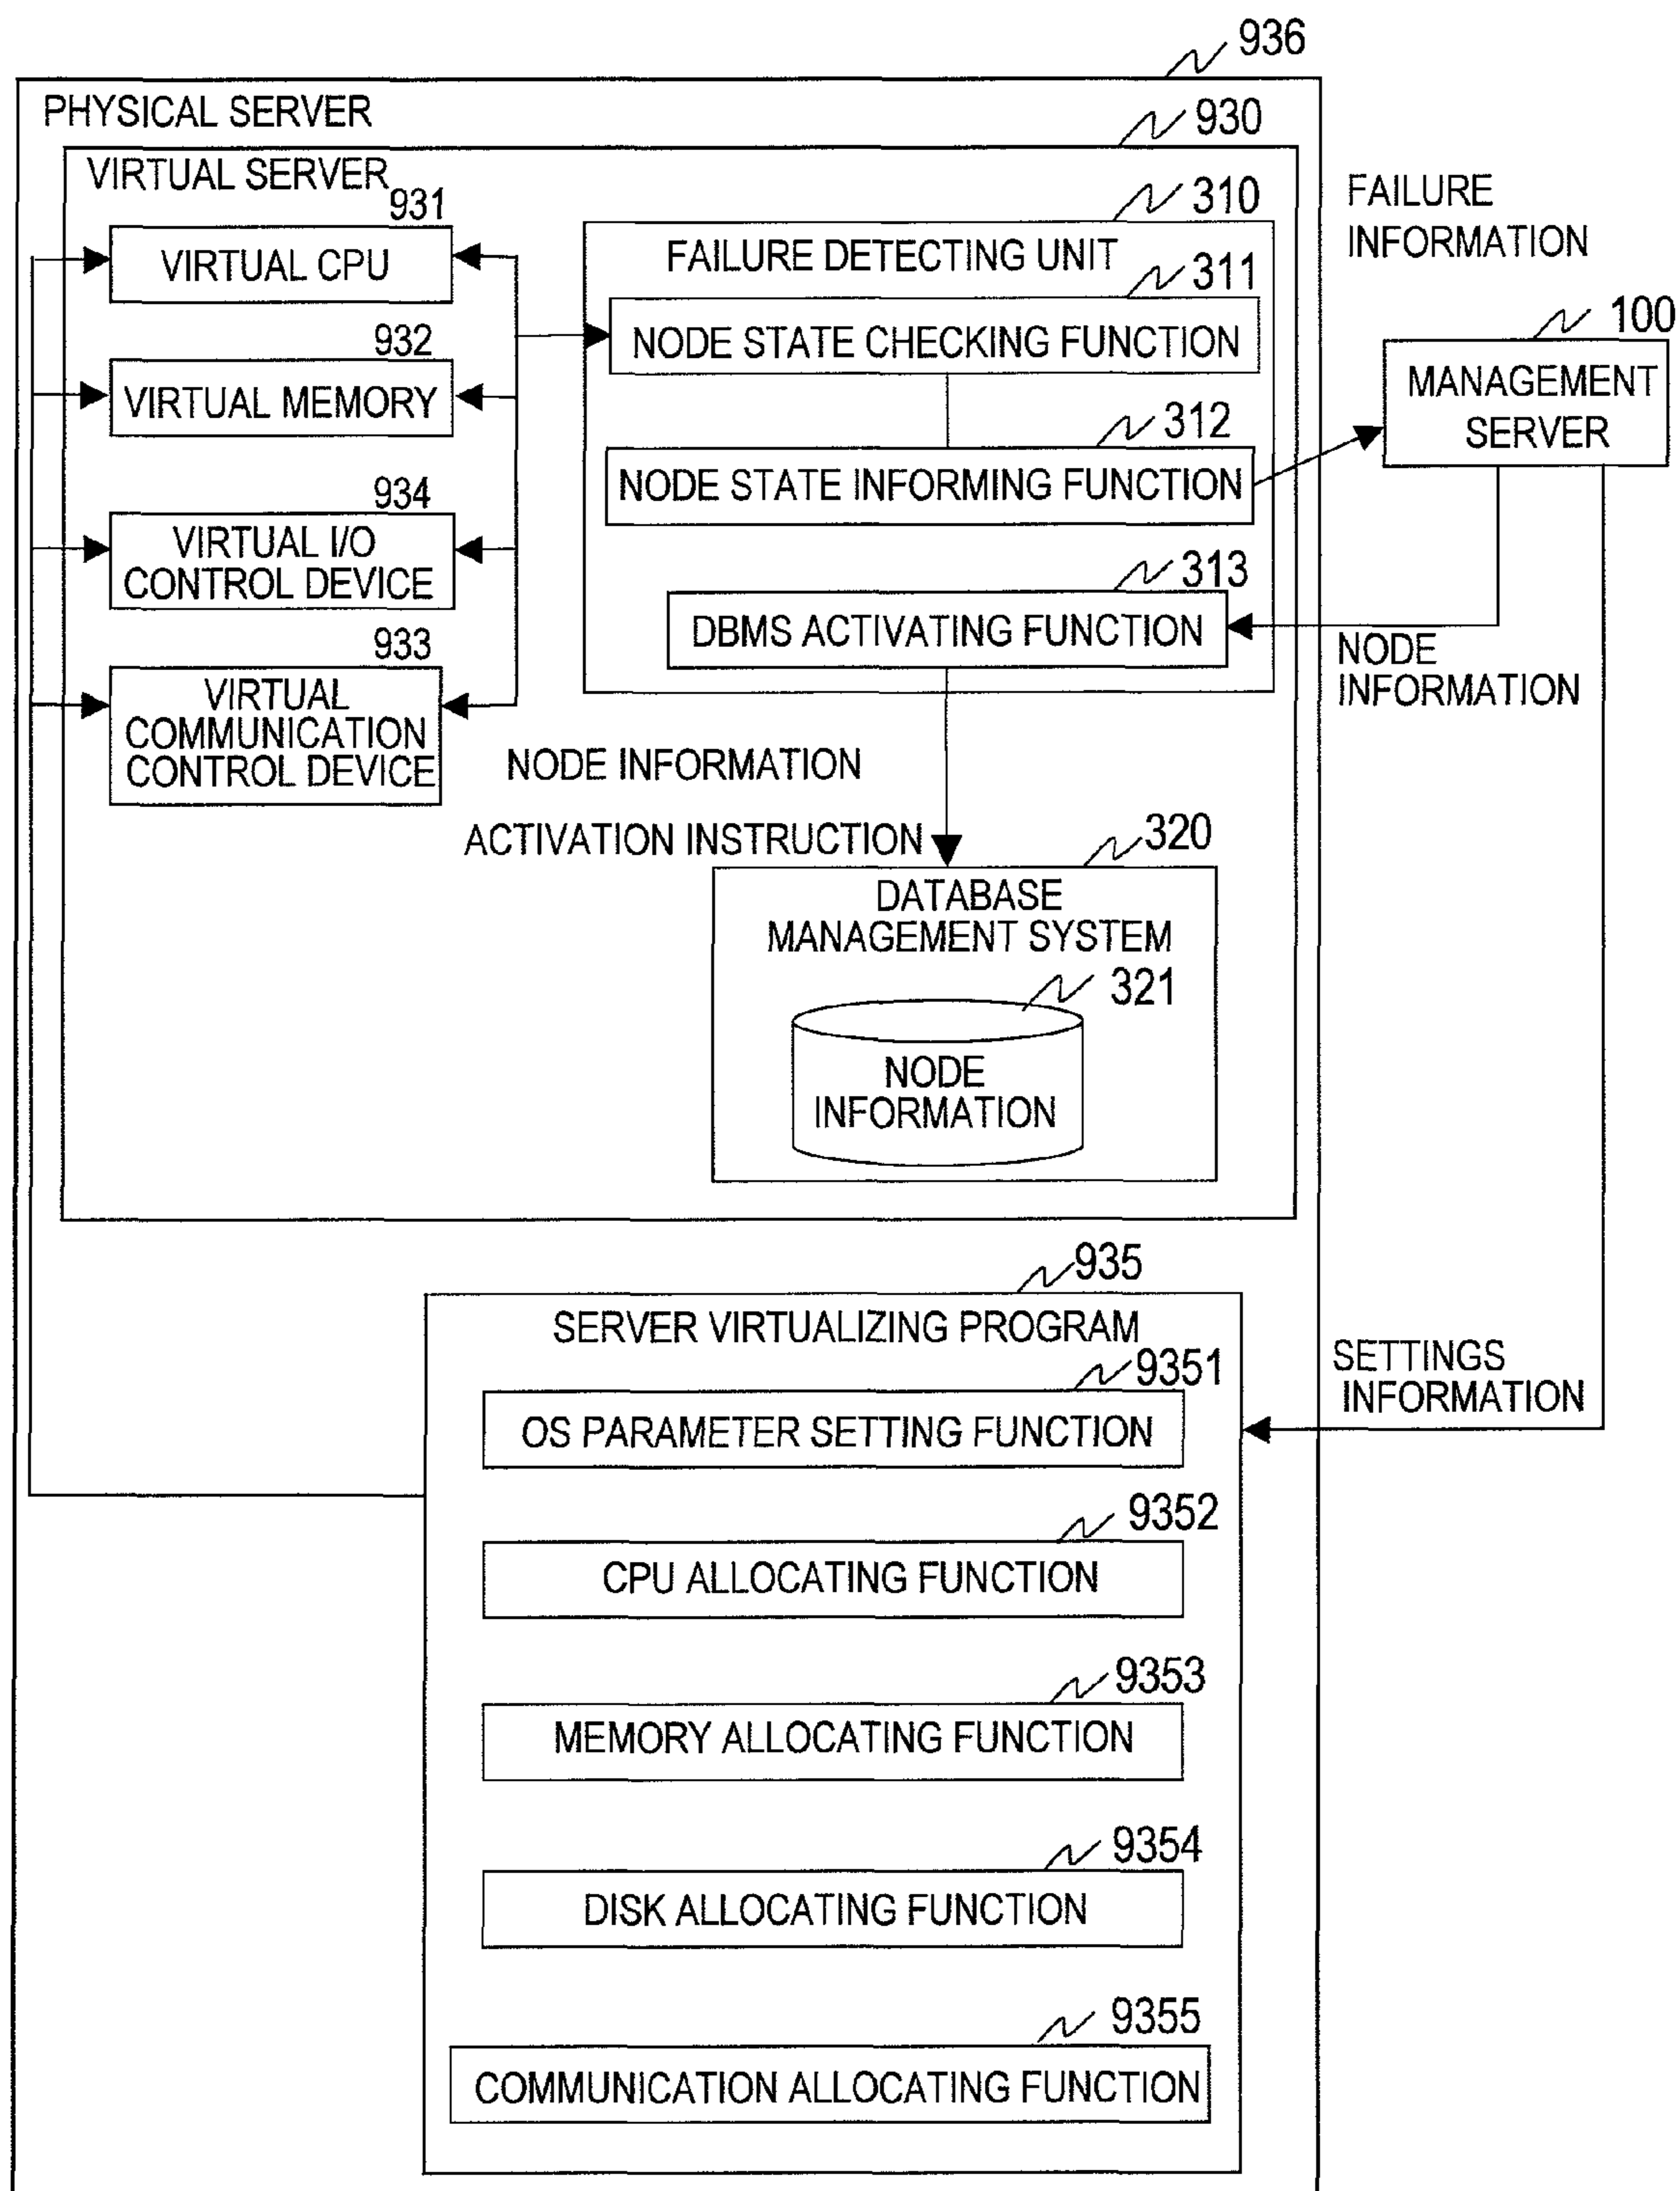 936
PHYSICAL SERVER
930
VIRTUAL SERVER
931
VIRTUAL CPU
932
VIRTUAL MEMORY
934
VIRTUAL I/O
CONTROL DEVICE
933
VIRTUAL
COMMUNICATION
CONTROL DEVICE
310
FAILURE DETECTING UNIT
311
NODE STATE CHECKING FUNCTION
312
NODE STATE INFORMING FUNCTION
313
DBMS ACTIVATING FUNCTION
FAILURE
INFORMATION
100
MANAGEMENT
SERVER
NODE
INFORMATION
NODE INFORMATION
ACTIVATION INSTRUCTION
320
DATABASE
MANAGEMENT SYSTEM
321
NODE
INFORMATION
935
SERVER VIRTUALIZING PROGRAM
9351
OS PARAMETER SETTING FUNCTION
SETTINGS
INFORMATION
9352
CPU ALLOCATING FUNCTION
9353
MEMORY ALLOCATING FUNCTION
9354
DISK ALLOCATING FUNCTION
9355
COMMUNICATION ALLOCATING FUNCTION